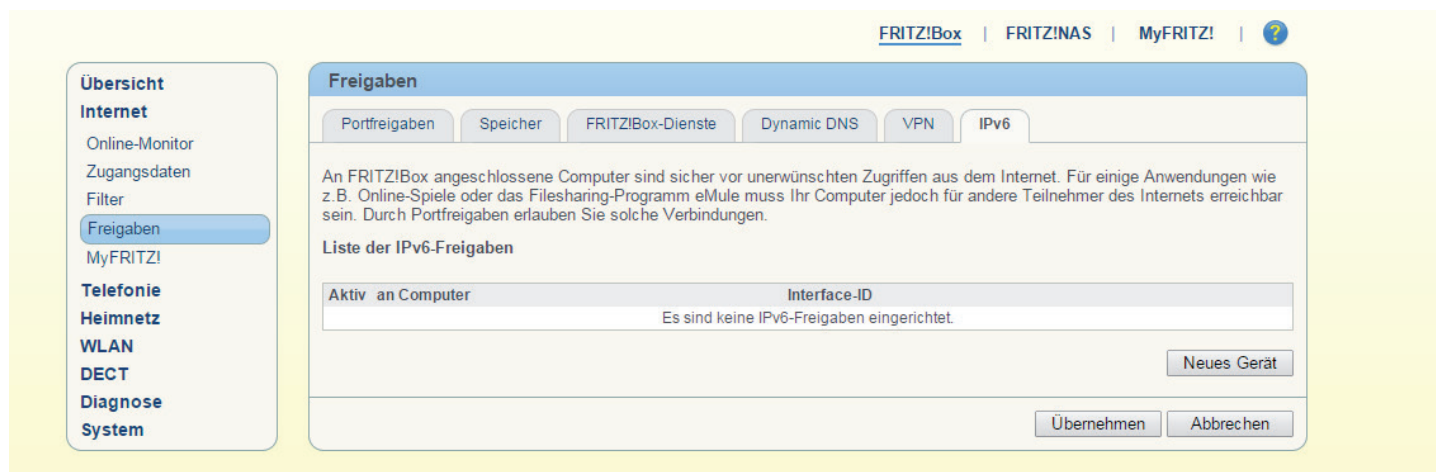 FRITZ!Box | FRITZ!NAS | MyFRITZ! | ?
Übersicht
Internet
Online-Monitor
Zugangsdaten
Filter
Freigaben
MyFRITZ!
Telefonie
Heimnetz
WLAN
DECT
Diagnose
System
Freigaben
Portfreigaben Speicher FRITZ!Box-Dienste Dynamic DNS VPN IPv6
An FRITZ!Box angeschlossene Computer sind sicher vor unerwünschten Zugriffen aus dem Internet. Für einige Anwendungen wie
z.B. Online-Spiele oder das Filesharing-Programm eMule muss Ihr Computer jedoch für andere Teilnehmer des Internets erreichbar
sein. Durch Portfreigaben erlauben Sie solche Verbindungen.
Liste der IPv6-Freigaben
Aktiv an Computer Interface-ID
Es sind keine IPv6-Freigaben eingerichtet.
Neues Gerät
Übernehmen Abbrechen